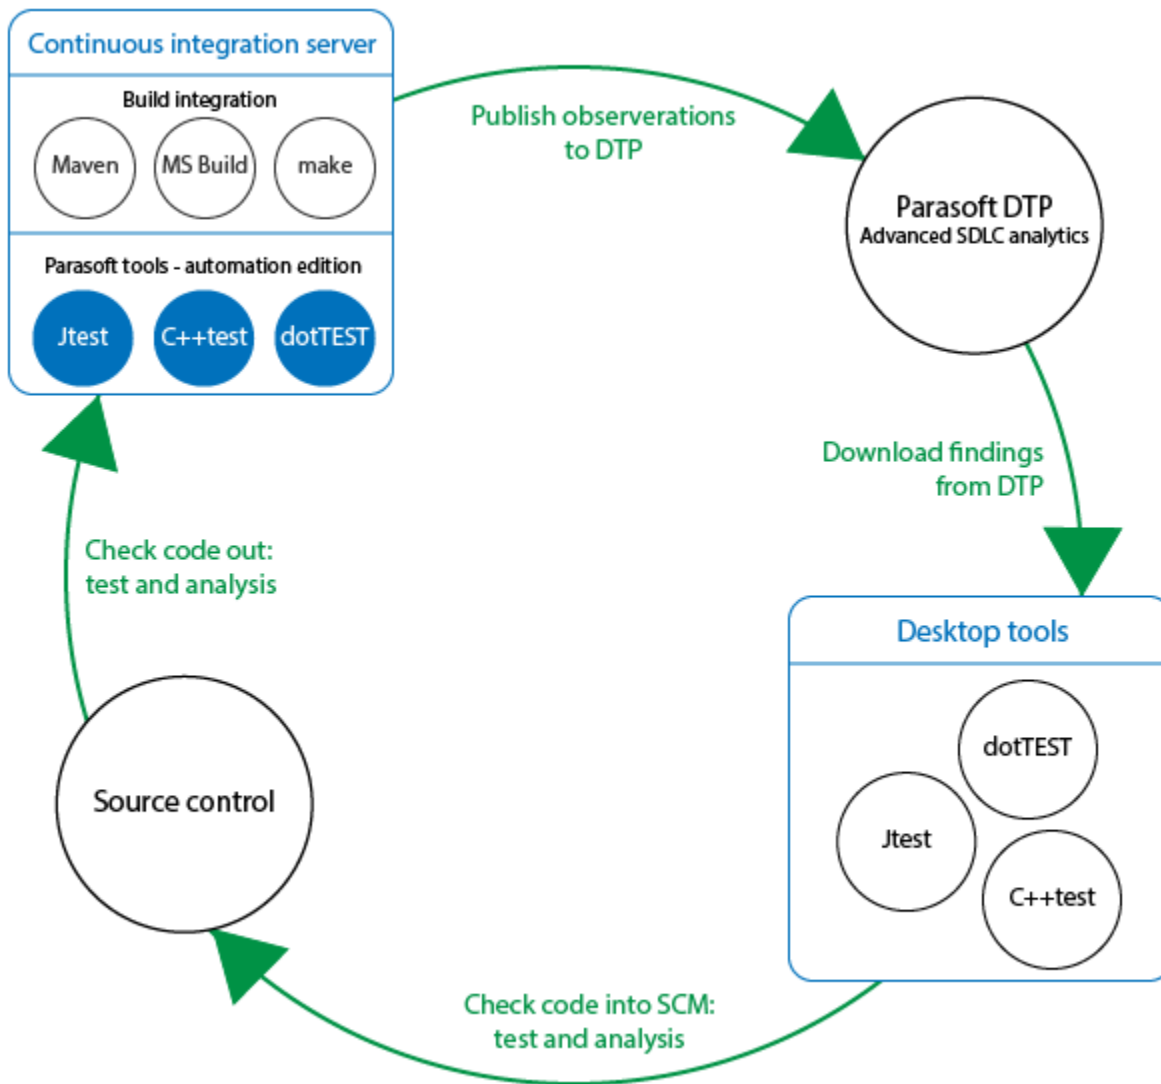 Continuous integration server
Build integration
Maven
MS Build
make
Parasoft tools - automation edition
Jtest
C++test
dotTEST
Publish observerations
to DTP
Parasoft DTP
Advanced SDLC analytics
Download findings
from DTP
Desktop tools
dotTEST
Jtest
C++test
Check code into SCM:
test and analysis
Source control
Check code out:
test and analysis